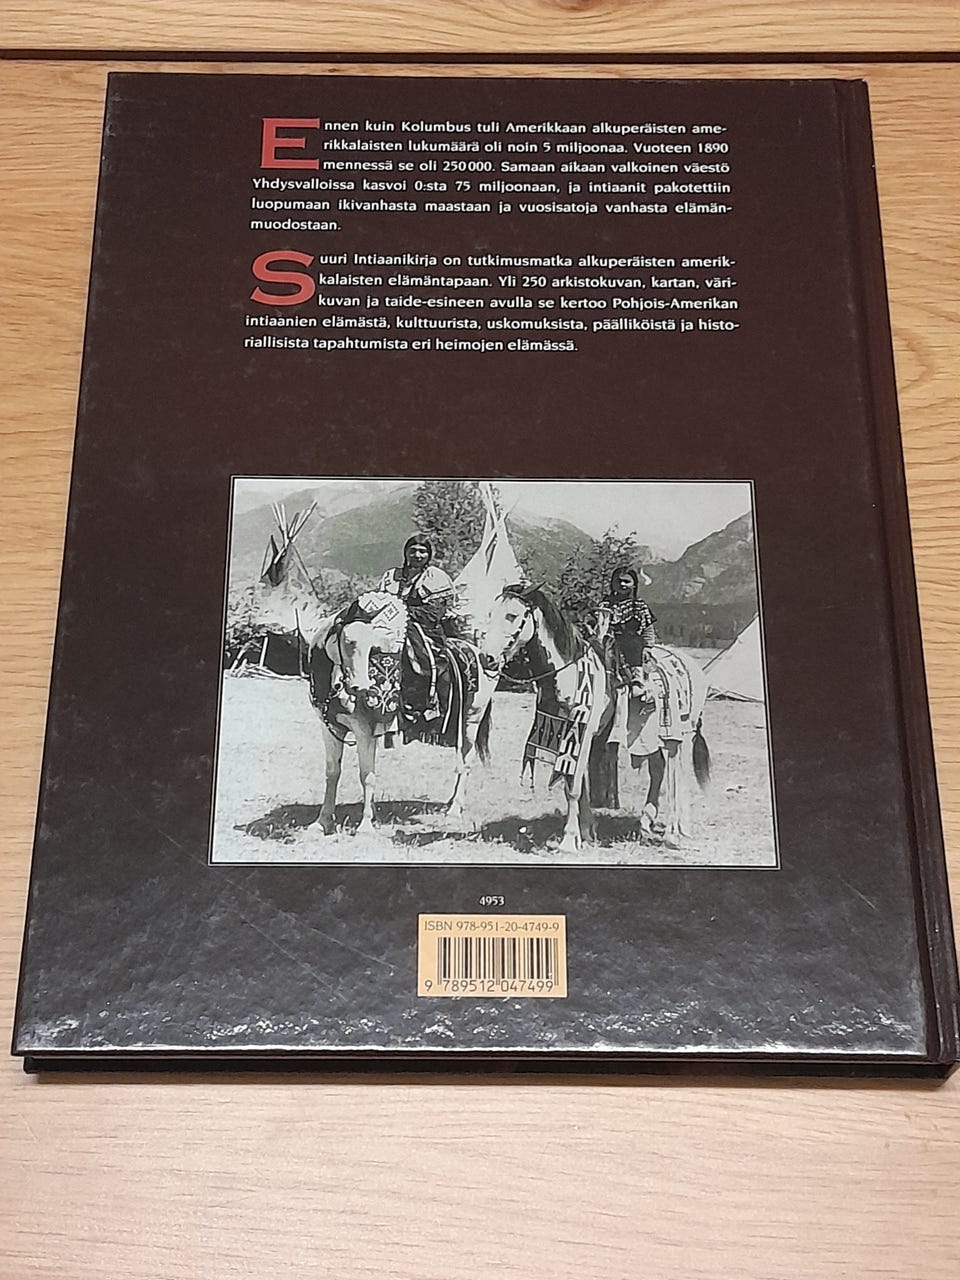 Ennen kuin Kolumbus tuli Amerikkaan alkuperäisten ame-
rikkalaisten lukumäärä oli noin 5 miljoonaa. Vuoteen 1890
mennessä se oli 250 000. Samaan aikaan valkoinen väestö
Yhdysvalloissa kasvoi 0:sta 75 miljoonaan, ja intiaanit pakotettiin
luopumaan ikivanhasta maastaan ja vuosisatoja vanhasta elämän-
muodostaan.
Suuri Intiaanikirja on tutkimusmatka alkuperäisten amerik-
kalaisten elämäntapaan. Yli 250 arkistokuvan, kartan, väri-
kuvan ja taide-esineen avulla se kertoo Pohjois-Amerikan
intiaanien elämästä, kulttuurista, uskomuksista, päälliköistä ja histo-
riallisista tapahtumista eri heimojen elämässä.
4953
ISBN 978-951-20-4749-9
9 789512 047499